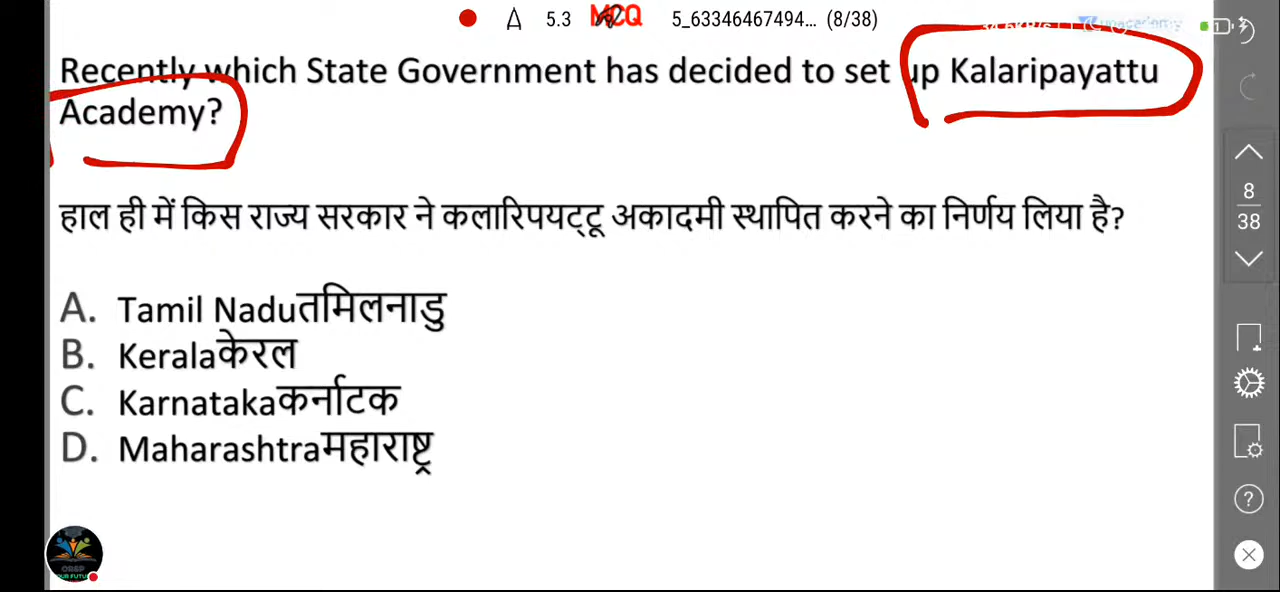 5.3 MCQ 5_63346467494... (8/38)
Recently which State Government has decided to set up Kalaripayattu
Academy?
हाल ही में किस राज्य सरकार ने कलारिपयट्टू अकादमी स्थापित करने का निर्णय लिया है?
A. Tamil Naduतमिलनाडु
B. Keralaकेरल
C. Karnatakaकर्नाटक
D. Maharashtraमहाराष्ट्र
8
38